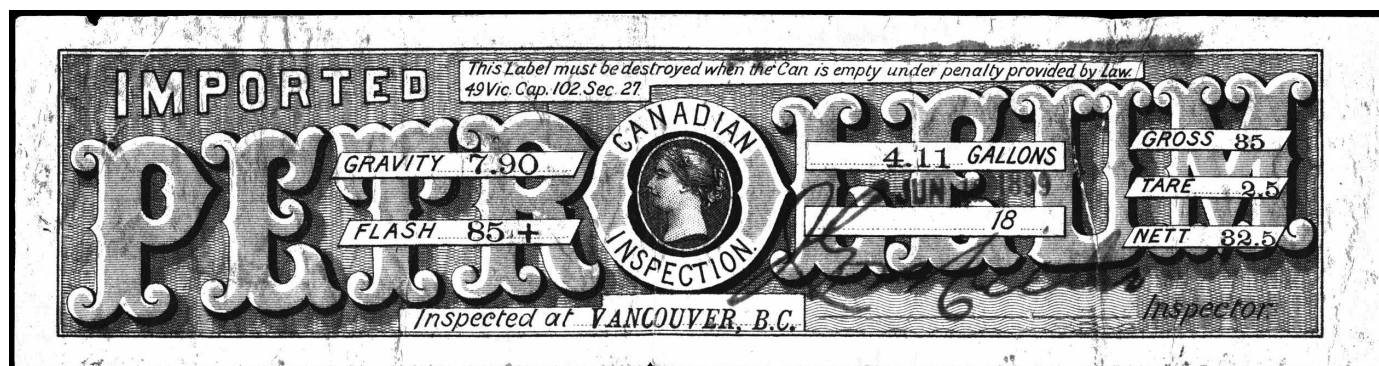 IMPORTED
This Label must be destroyed when the Can is empty under penalty provided by Law.
49 Vic. Cap. 102. Sec. 27.
PETROLEUM
CANADIAN
INSPECTION.
GRAVITY 7.90
FLASH 85+
4.11 GALLONS
JUN 1899
18
GROSS 35
TARE 2.5
NETT 32.5
Inspected at VANCOUVER, B.C.
Inspector